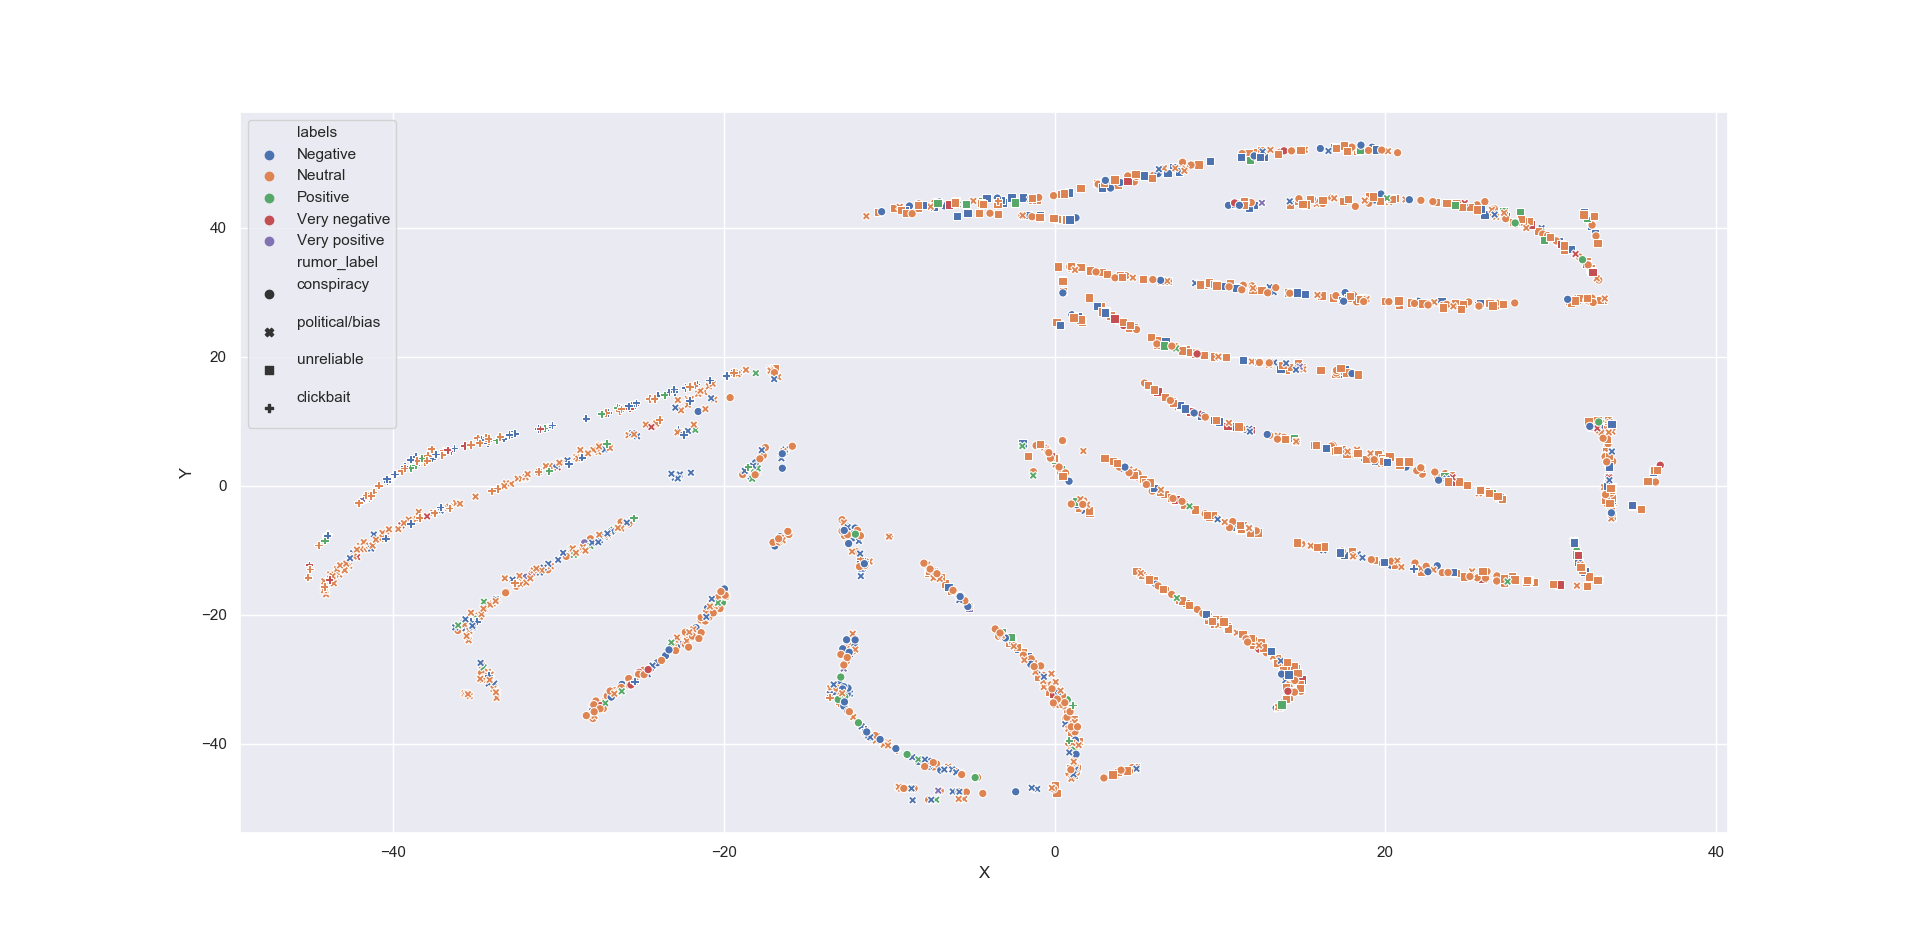 labels
Negative
Neutral
Positive
Very negative
Very positive
rumor_label
conspiracy
political/bias
unreliable
clickbait
40
20
0
−20
−40
Y
−40
−20
0
20
40
X